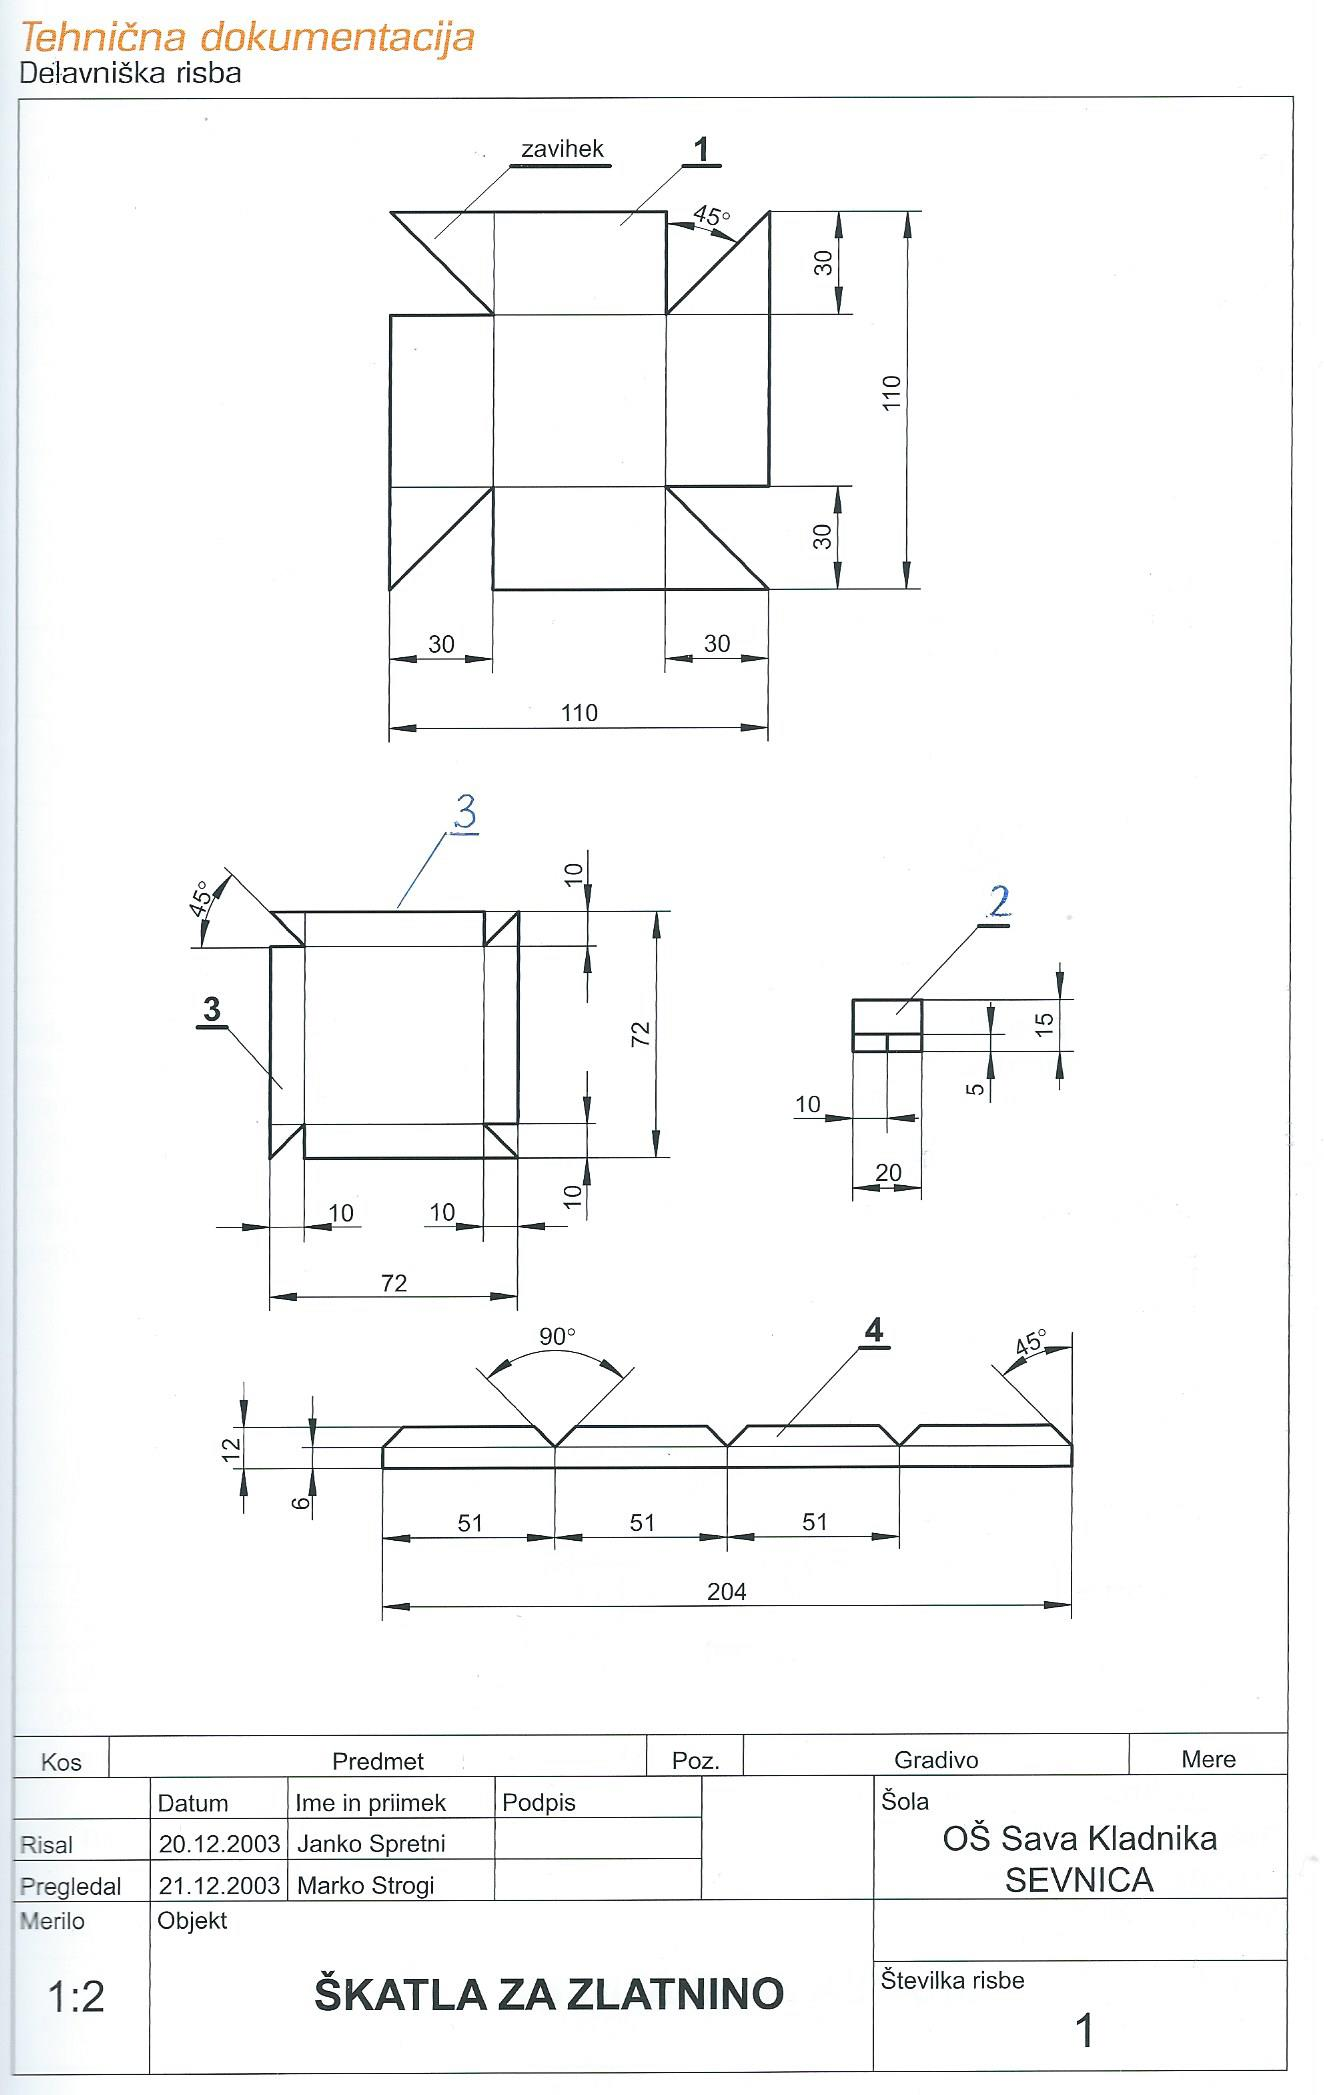 Tehnična dokumentacija
Delavniška risba
zavihek
1
45°
30
110
30
30
30
110
3
45°
10
3
72
10
10
10
72
2
15
5
10
20
90°
4
45°
12
6
51
51
51
204
Kos Predmet Poz. Gradivo Mere
Datum Ime in priimek Podpis
Šola
Risal 20.12.2003 Janko Spretni
OŠ Sava Kladnika
SEVNICA
Pregledal 21.12.2003 Marko Strogi
Merilo Objekt
1:2
ŠKATLA ZA ZLATNINO
Številka risbe
1